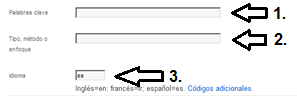 Palabras clave
1.
Tipo, método o
enfoque
2.
Idioma
es
3.
Inglés=en; francés=fr; español=es. Códigos adicionales.